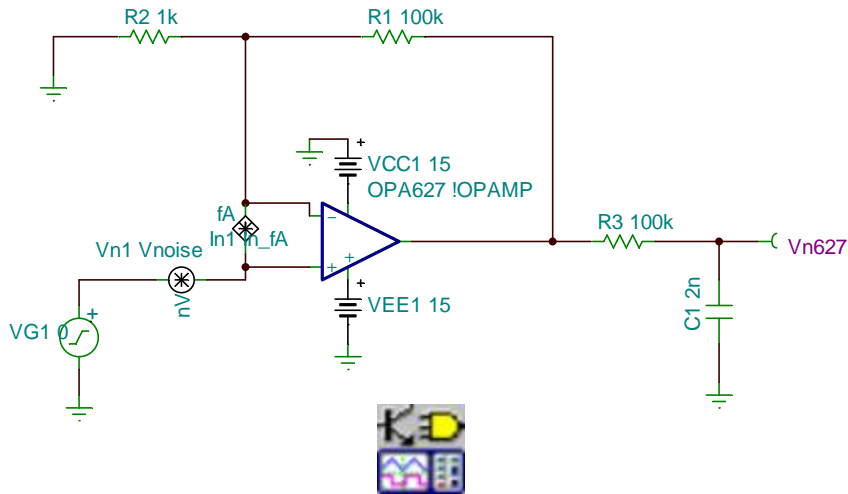 R2 1k
R1 100k
+
VCC1 15
OPA627 !OPAMP
fA
In1 In_fA
Vn1 Vnoise
nV
-
+
+
+
VEE1 15
R3 100k
Vn627
C1 2n
VG1 0
+